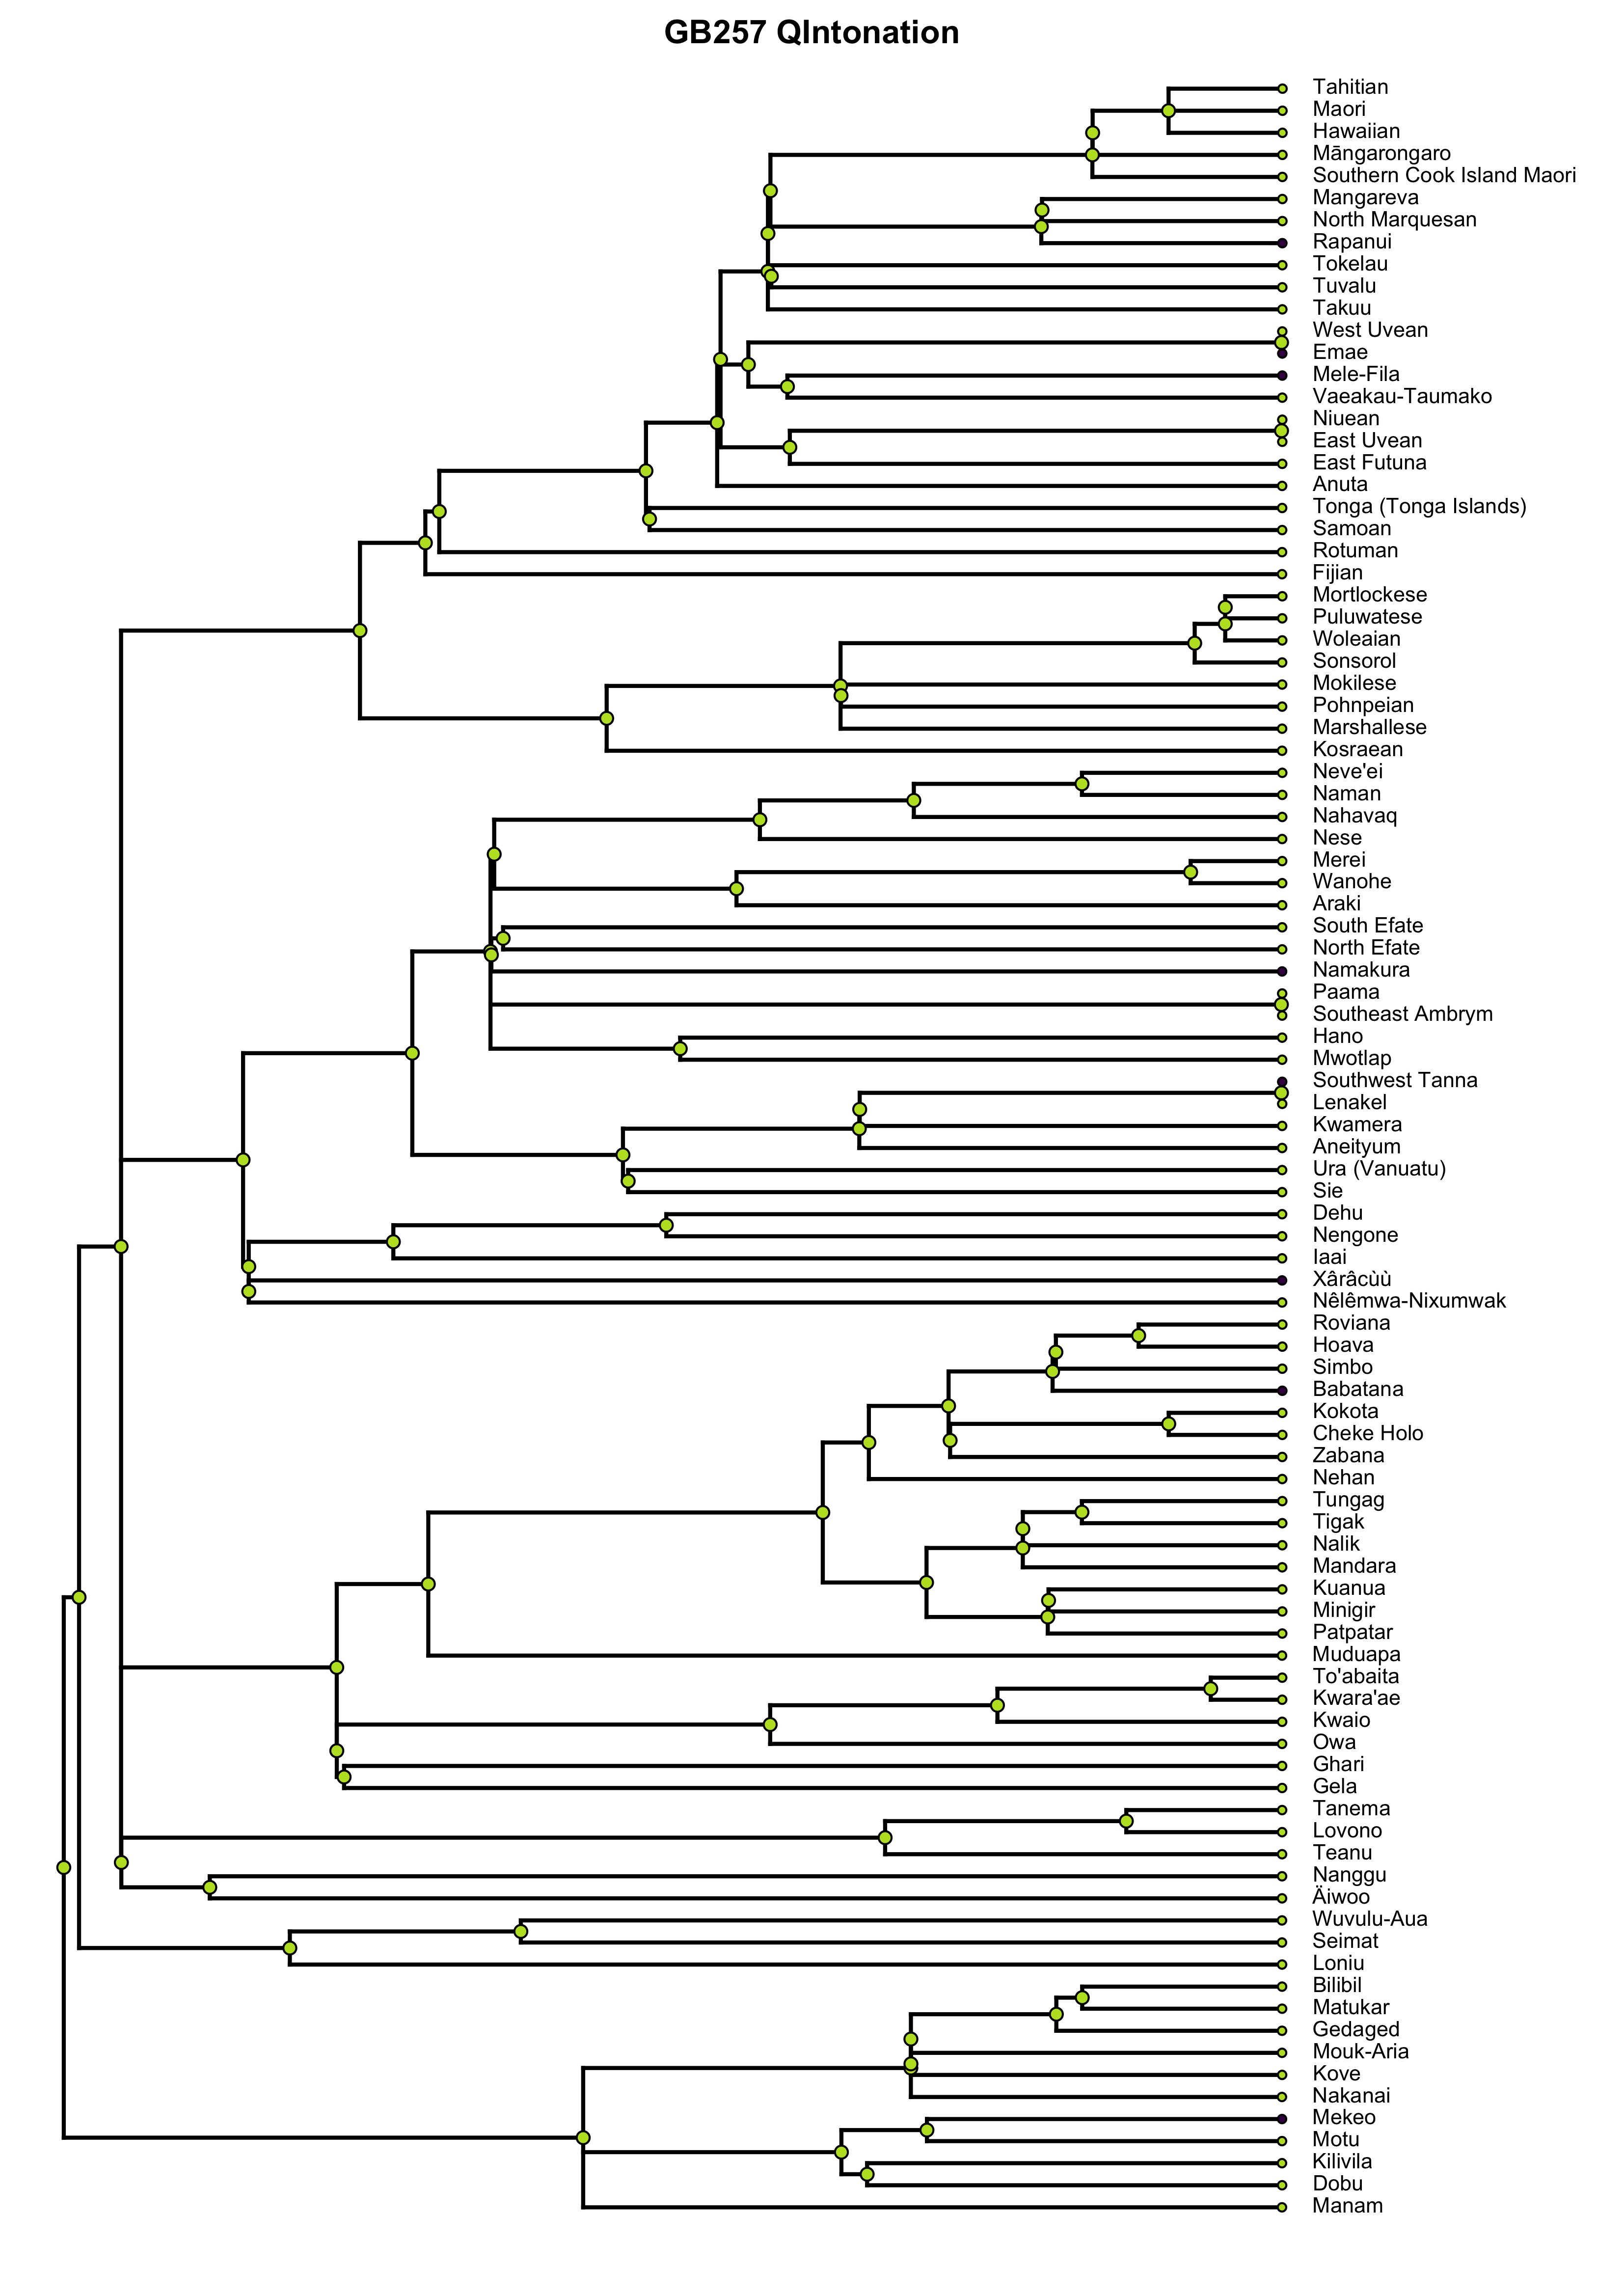 GB257 QIntonation
Tahitian
Maori
Hawaiian
Māngarongaro
Southern Cook Island Maori
Mangareva
North Marquesan
Rapanui
Tokelau
Tuvalu
Takuu
West Uvean
Emae
Mele-Fila
Vaeakau-Taumako
Niuean
East Uvean
East Futuna
Anuta
Tonga (Tonga Islands)
Samoan
Rotuman
Fijian
Mortlockese
Puluwatese
Woleaian
Sonsorol
Mokilese
Pohnpeian
Marshallese
Kosraean
Neve'ei
Naman
Nahavaq
Nese
Merei
Wanohe
Araki
South Efate
North Efate
Namakura
Paama
Southeast Ambrym
Hano
Mwotlap
Southwest Tanna
Lenakel
Kwamera
Aneityum
Ura (Vanuatu)
Sie
Dehu
Nengone
Iaai
Xârâcùù
Nêlêmwa-Nixumwak
Roviana
Hoava
Simbo
Babatana
Kokota
Cheke Holo
Zabana
Nehan
Tungag
Tigak
Nalik
Mandara
Kuanua
Minigir
Patpatar
Muduapa
To'abaita
Kwara'ae
Kwaio
Owa
Ghari
Gela
Tanema
Lovono
Teanu
Nanggu
Äiwoo
Wuvulu-Aua
Seimat
Loniu
Bilibil
Matukar
Gedaged
Mouk-Aria
Kove
Nakanai
Mekeo
Motu
Kilivila
Dobu
Manam